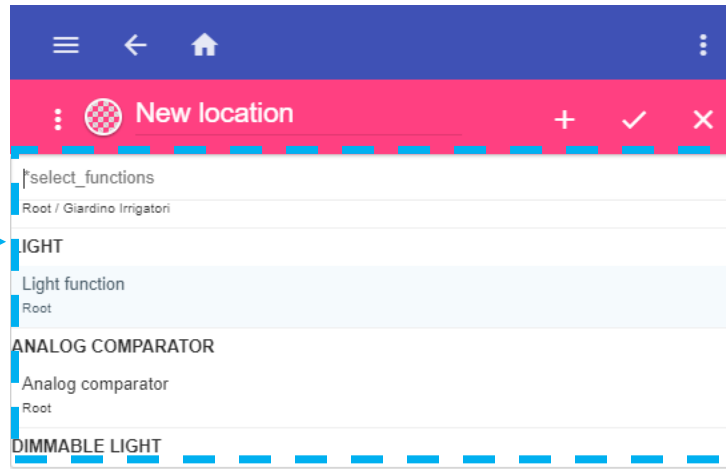 New location
*select_functions
Root / Giardino Irrigatori
LIGHT
Light function
Root
ANALOG COMPARATOR
Analog comparator
Root
DIMMABLE LIGHT